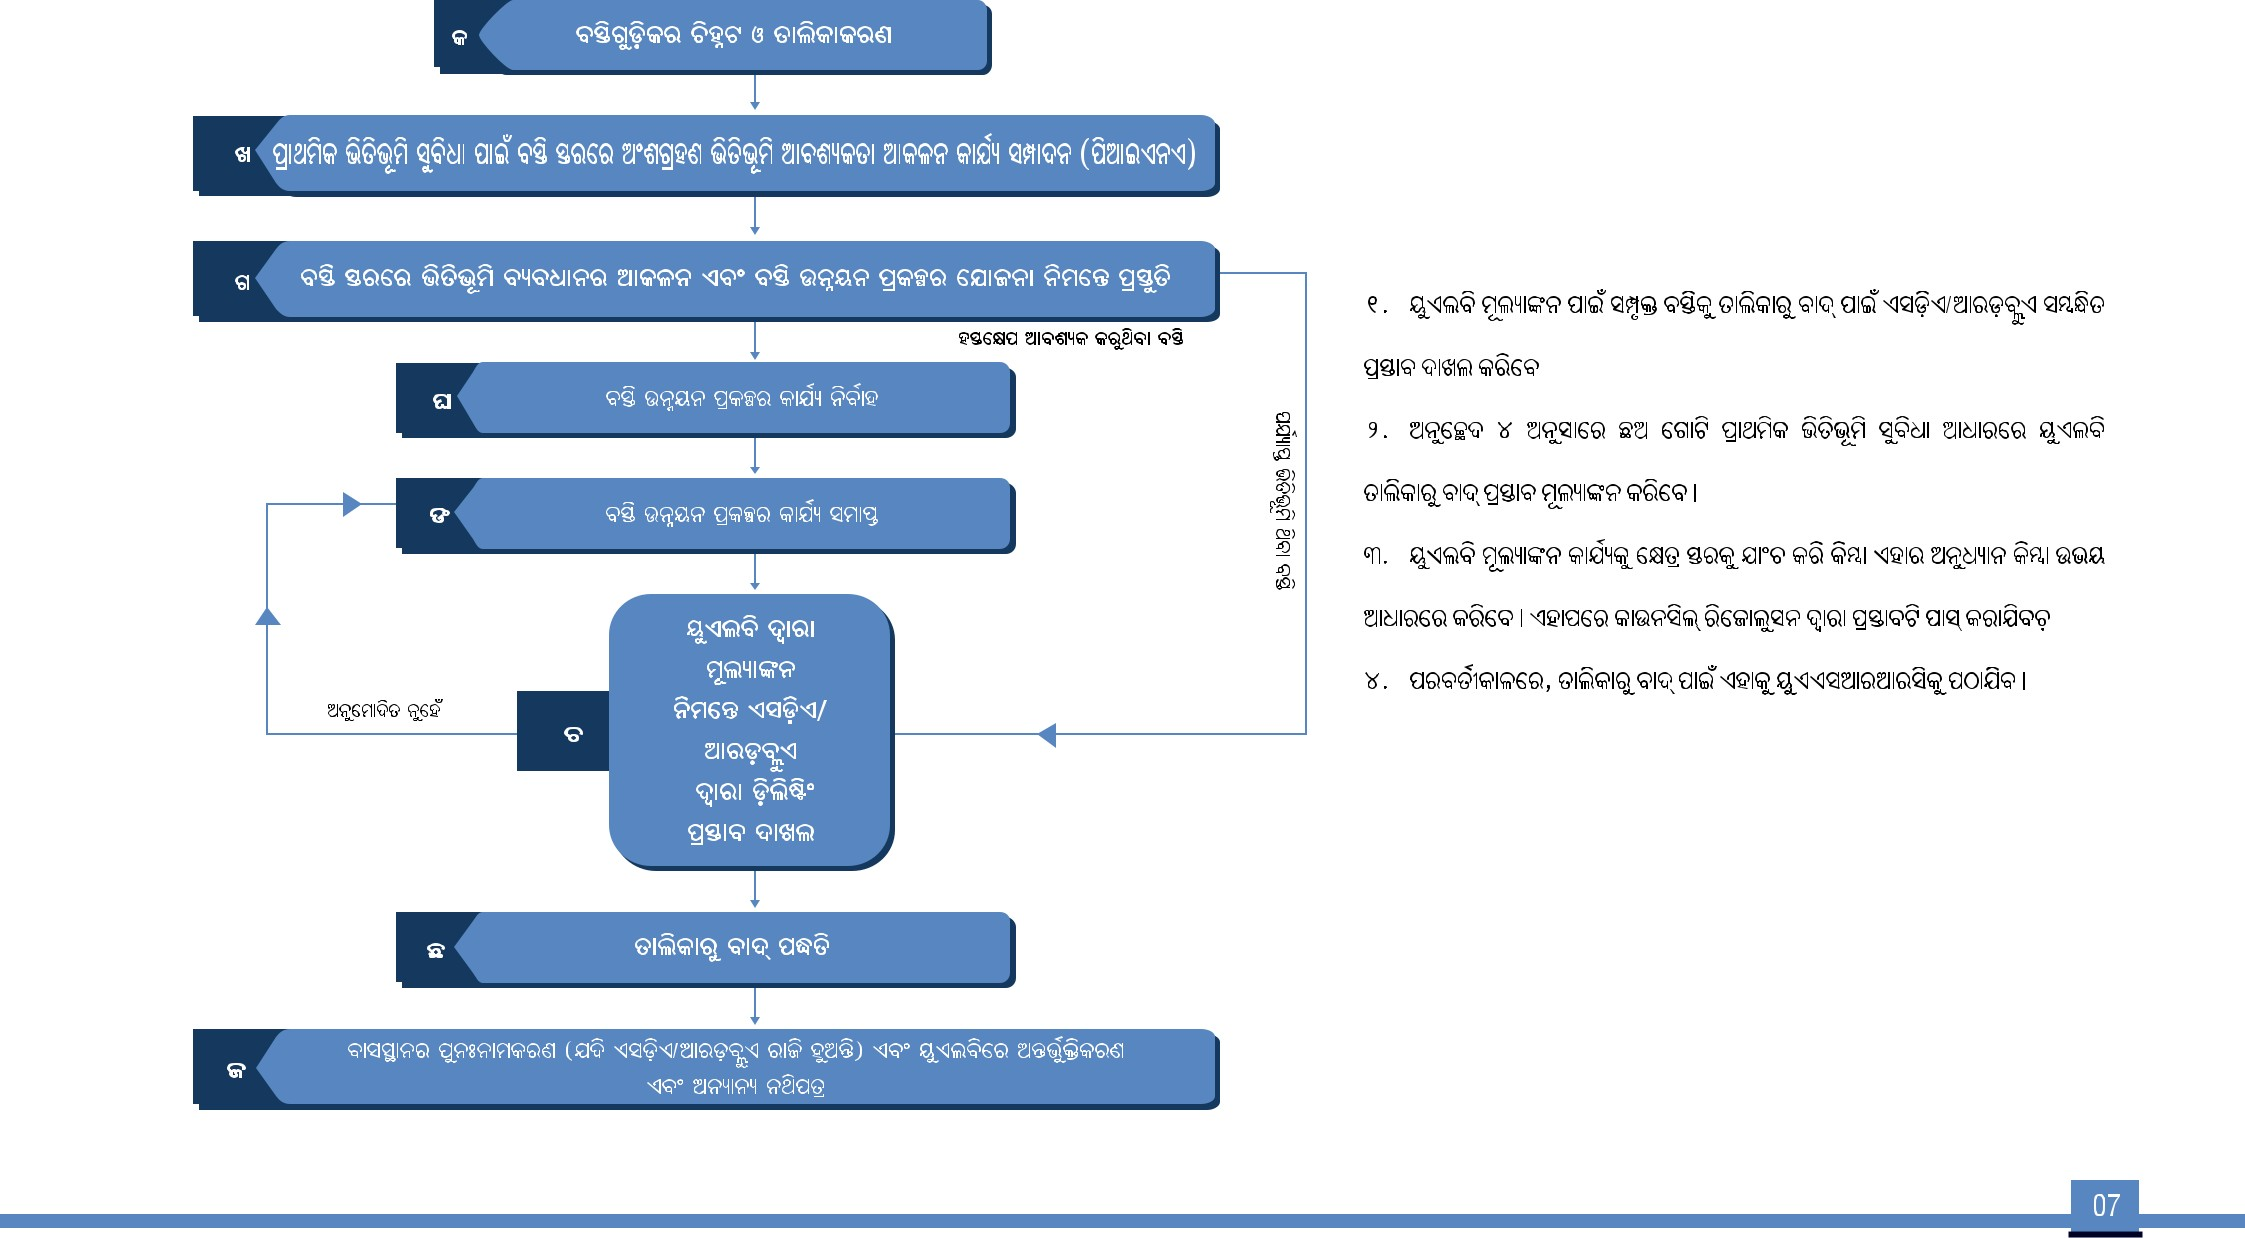 କ
ବସ୍ତିଗୁଡ଼ିକର ଚିହ୍ନଟ ଓ ତାଲିକାକରଣ
ଖ
ପ୍ରାଥମିକ ଭିତିଭୂମି ସୁବିଧା ପାଇଁ ବସ୍ତି ସ୍ତରରେ ଅଂଶଗ୍ରହଣ ଭିତିଭୂମି ଆବଶ୍ୟକତା ଆକଳନ କାର୍ଯ୍ୟ ସମ୍ପାଦନ (ପିଆଇଏନଏ)
ଗ
ବସ୍ତି ସ୍ତରରେ ଭିତିଭୂମି ବ୍ୟବଧାନର ଆକଳନ ଏବଂ ବସ୍ତି ଉନ୍ନୟନ ପ୍ରକଳ୍ପର ଯୋଜନା ନିମନ୍ତେ ପ୍ରସ୍ତୁତି
ହସ୍ତକ୍ଷେପ ଆବଶ୍ୟକ କରୁଥିବା ବସ୍ତି
ଘ
ବସ୍ତି ଉନ୍ନୟନ ପ୍ରକଳ୍ପର କାର୍ଯ୍ୟ ନିର୍ବାହ
ଙ
ବସ୍ତି ଉନ୍ନୟନ ପ୍ରକଳ୍ପର କାର୍ଯ୍ୟ ସମାପ୍ତ
ପର୍ଯ୍ୟାପ୍ତ ଭିତିଭୂମି ଥିବା ବସ୍ତି
ଅନୁମୋଦିତ ନୁହେଁ
ଚ
ୟୁଏଲବି ଦ୍ୱାରା
ମୂଲ୍ୟାଙ୍କନ
ନିମନ୍ତେ ଏସଡ଼ିଏ/
ଆରଡ଼ବ୍ଲୁଏ
ଦ୍ୱାରା ଡ଼ିଲିଷ୍ଟିଂ
ପ୍ରସ୍ତାବ ଦାଖଲ
ଛ
ତାଲିକାରୁ ବାଦ୍ ପଦ୍ଧତି
ଜ
ବାସସ୍ଥାନର ପୁନଃନାମକରଣ (ଯଦି ଏସଡ଼ିଏ/ଆରଡ଼ବ୍ଲୁଏ ରାଜି ହୁଅନ୍ତି) ଏବଂ ୟୁଏଲବିରେ ଅନ୍ତର୍ଭୁକ୍ତିକରଣ
ଏବଂ ଅନ୍ୟାନ୍ୟ ନଥିପତ୍ର
୧. ୟୁଏଲବି ମୂଲ୍ୟାଙ୍କନ ପାଇଁ ସମ୍ପୃକ୍ତ ବସ୍ତିକୁ ତାଲିକାରୁ ବାଦ୍ ପାଇଁ ଏସଡ଼ିଏ/ଆରଡ଼ବ୍ଲୁଏ ସମ୍ବନ୍ଧିତ
ପ୍ରସ୍ତାବ ଦାଖଲ କରିବେ
୨. ଅନୁଚ୍ଛେଦ ୪ ଅନୁସାରେ ଛଅ ଗୋଟି ପ୍ରାଥମିକ ଭିତିଭୂମି ସୁବିଧା ଆଧାରରେ ୟୁଏଲବି
ତାଲିକାରୁ ବାଦ୍ ପ୍ରସ୍ତାବ ମୂଲ୍ୟାଙ୍କନ କରିବେ।
୩. ୟୁଏଲବି ମୂଲ୍ୟାଙ୍କନ କାର୍ଯ୍ୟକୁ କ୍ଷେତ୍ର ସ୍ତରକୁ ଯାଂଚ କରି କିମ୍ବା ଏହାର ଅନୁଧ୍ୟାନ କିମ୍ବା ଉଭୟ
ଆଧାରରେ କରିବେ। ଏହାପରେ କାଉନସିଲ୍ ରିଜୋଲୁସନ ଦ୍ୱାରା ପ୍ରସ୍ତାବଟି ପାସ୍ କରାଯିବଚ଼
୪. ପରବର୍ତୀକାଳରେ, ତାଲିକାରୁ ବାଦ୍ ପାଇଁ ଏହାକୁ ୟୁଏଏସଆରଆରସିକୁ ପଠାଯିବ।
07